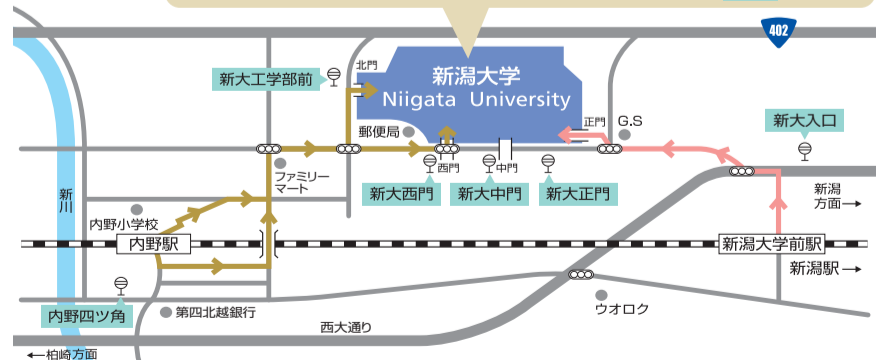 402
北門
新大工学部前
新潟大学
Niigata University
郵便局
正門
G.S
新大入口
西門
中門
ファミリー
マート
新大西門
新大中門
新大正門
新川
新潟
方面→
内野小学校
内野駅
新潟大学前駅
新潟駅→
内野四ツ角
第四北越銀行
ウオロク
西大通り
←柏崎方面